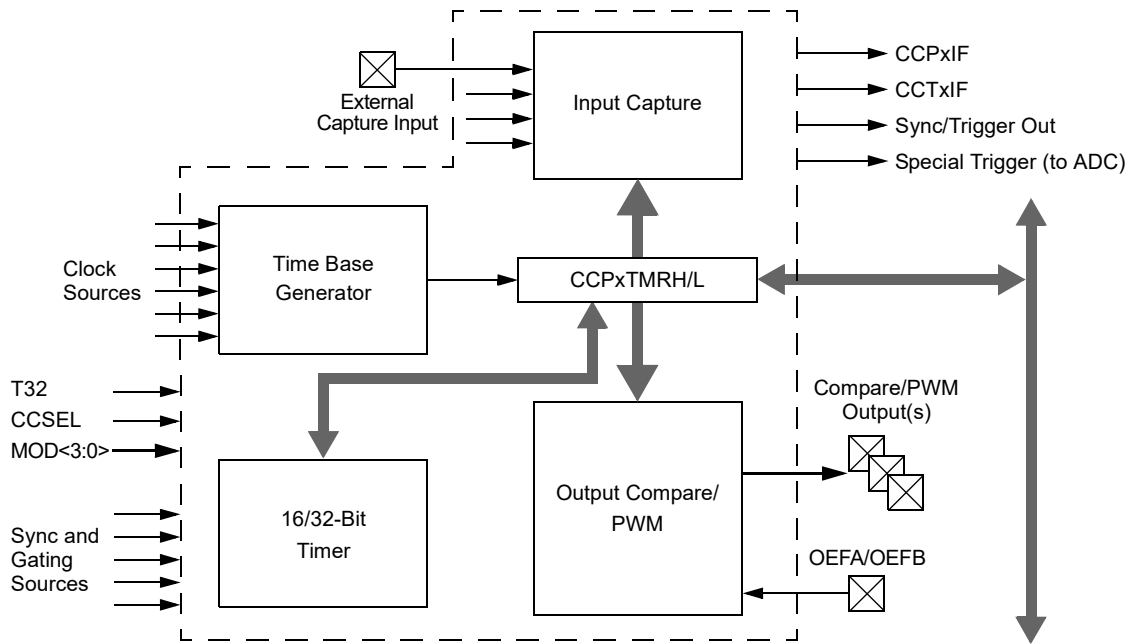 External
Capture Input
Input Capture
CCPxIF
CCTxIF
Sync/Trigger Out
Special Trigger (to ADC)
Clock
Sources
Time Base
Generator
CCPxTMRH/L
T32
CCSEL
MOD<3:0>
Sync and
Gating
Sources
16/32-Bit
Timer
Output Compare/
PWM
Compare/PWM
Output(s)
OEFA/OEFB